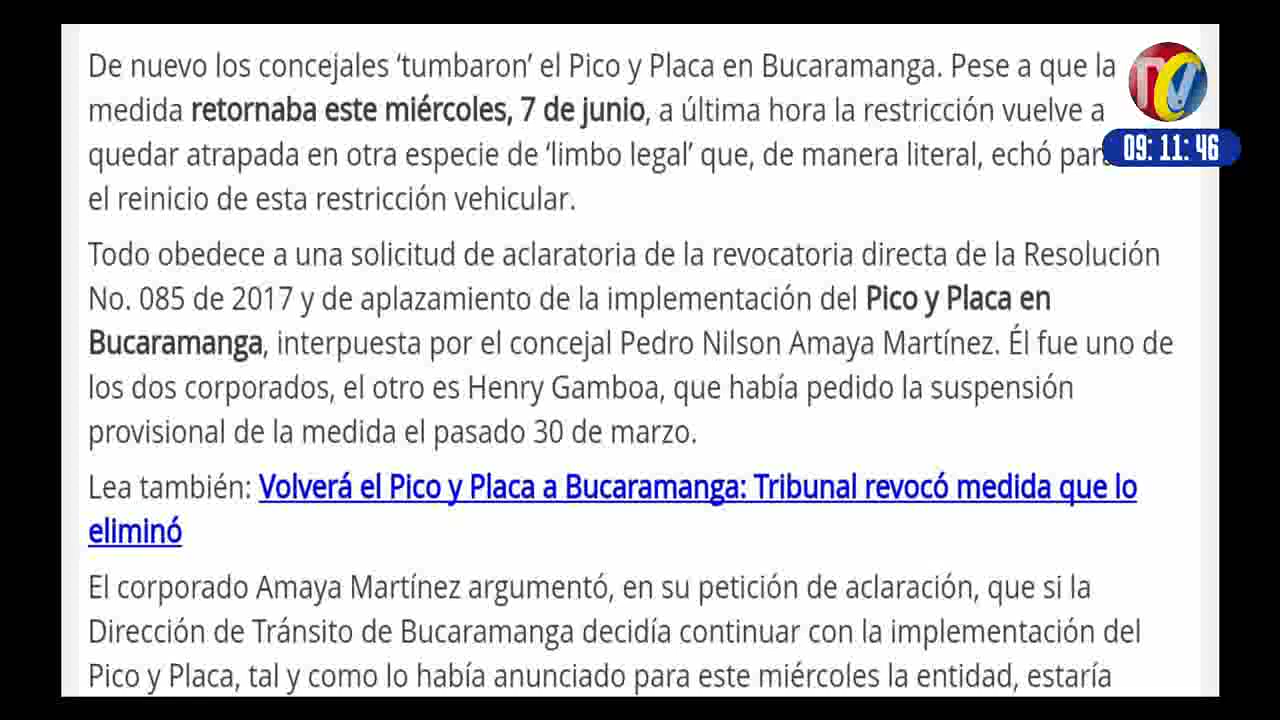 De nuevo los concejales ‘tumbaron’ el Pico y Placa en Bucaramanga. Pese a que la
medida retornaba este miércoles, 7 de junio, a última hora la restricción vuelve a
quedar atrapada en otra especie de ‘limbo legal’ que, de manera literal, echó para
el reinicio de esta restricción vehicular.
Todo obedece a una solicitud de aclaratoria de la revocatoria directa de la Resolución
No. 085 de 2017 y de aplazamiento de la implementación del Pico y Placa en
Bucaramanga, interpuesta por el concejal Pedro Nilson Amaya Martínez. Él fue uno de
los dos corporados, el otro es Henry Gamboa, que había pedido la suspensión
provisional de la medida el pasado 30 de marzo.
Lea también: Volverá el Pico y Placa a Bucaramanga: Tribunal revocó medida que lo
eliminó
El corporado Amaya Martínez argumentó, en su petición de aclaración, que si la
Dirección de Tránsito de Bucaramanga decidía continuar con la implementación del
Pico y Placa, tal y como lo había anunciado para este miércoles la entidad, estaría
09: 11: 46